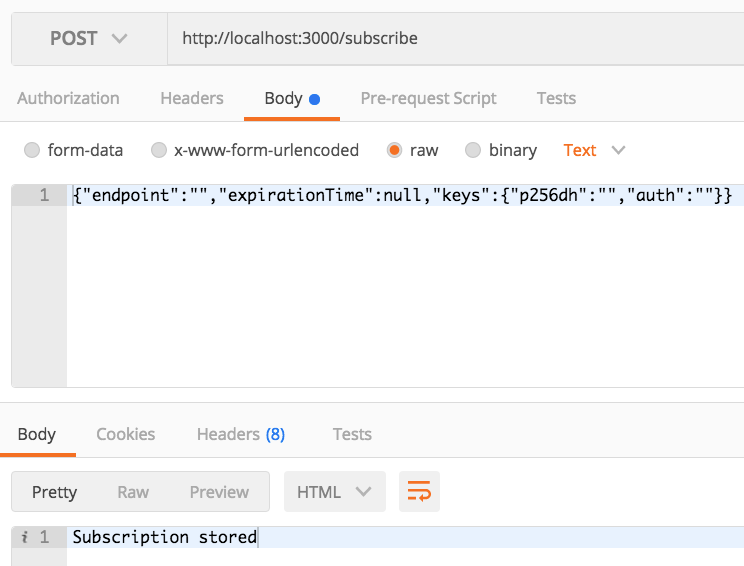 POST http://localhost:3000/subscribe
Authorization Headers Body Pre-request Script Tests
form-data x-www-form-urlencoded raw binary Text
1 {"endpoint":"","expirationTime":null,"keys":{"p256dh":"","auth":""}}
Body Cookies Headers (8) Tests
Pretty Raw Preview HTML
i 1 Subscription stored